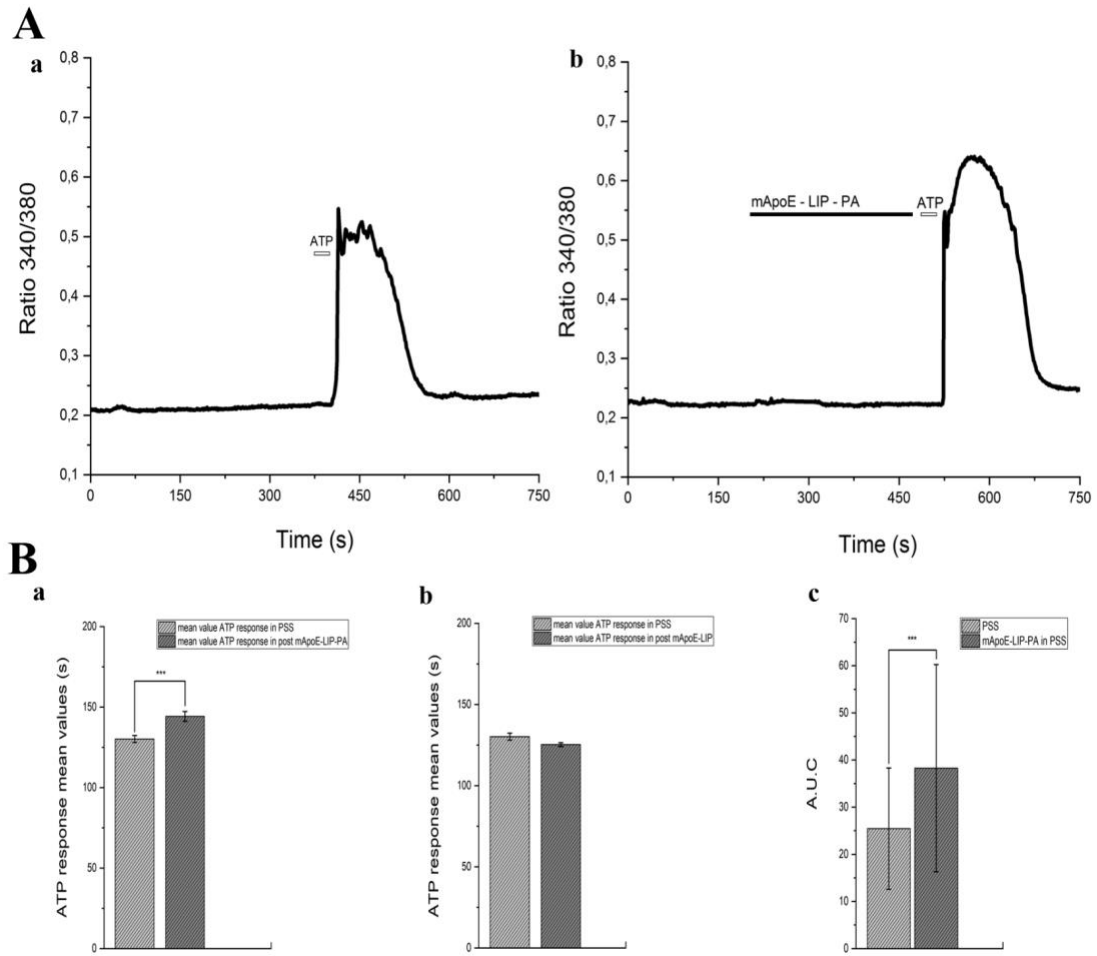 A
a
0,8
0,7
0,6
0,5
0,4
0,3
0,2
0,1
Ratio 340/380
ATP
0 150 300 450 600 750
Time (s)
b
0,8
0,7
0,6
0,5
0,4
0,3
0,2
0,1
Ratio 340/380
mApoE - LIP - PA
ATP
0 150 300 450 600 750
Time (s)
B
a
mean value ATP response in PSS
mean value ATP response in post mApoE-LIP-PA
200
150
100
50
0
ATP response mean values (s)
***
b
mean value ATP response in PSS
mean value ATP response in post mApoE-LIP
200
150
100
50
0
ATP response mean values (s)
c
PSS
mApoE-LIP-PA in PSS
70
60
50
40
30
20
10
0
A.U.C
***